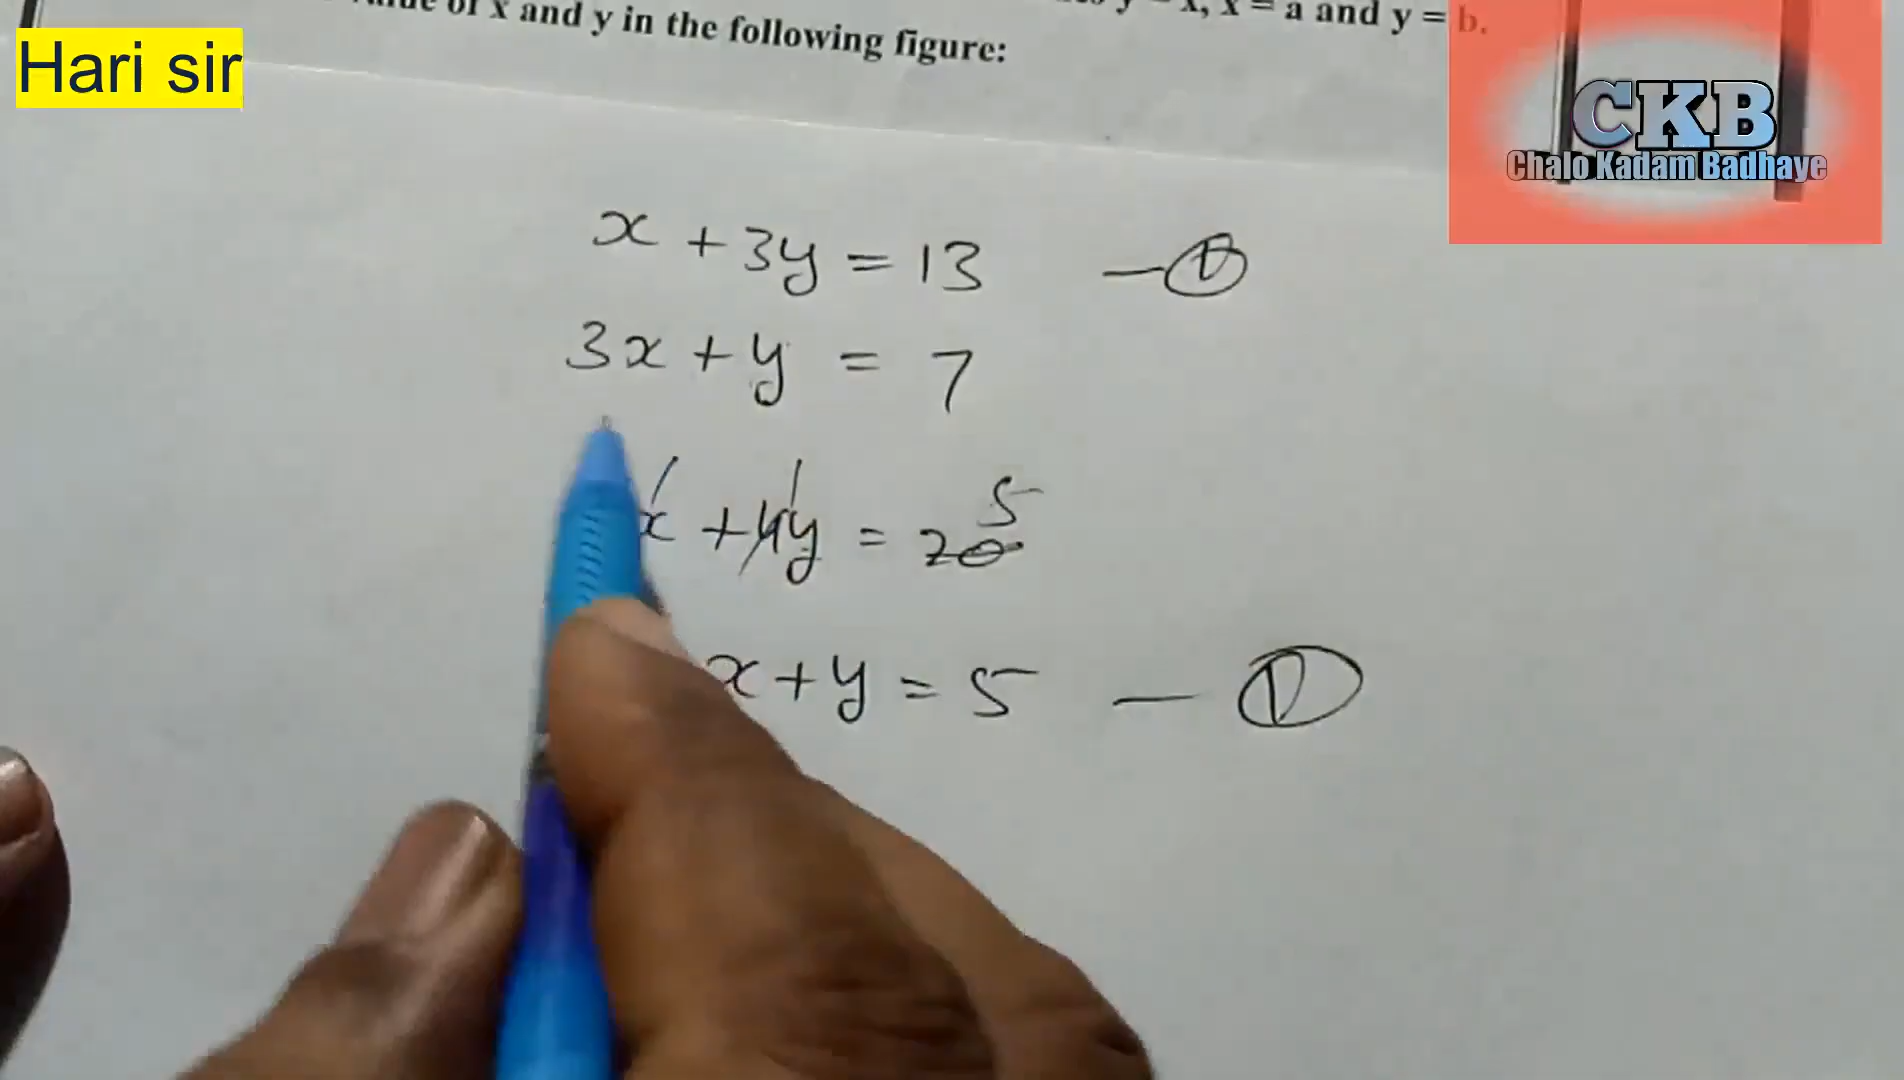 x, x = a and y = b.
of x and y in the following figure:
Hari sir
CKB
Chalo Kadam Badhaye
x + 3y = 13 — ①
3x + y = 7
x + 4y = 20 5
x + y = 5 — ①